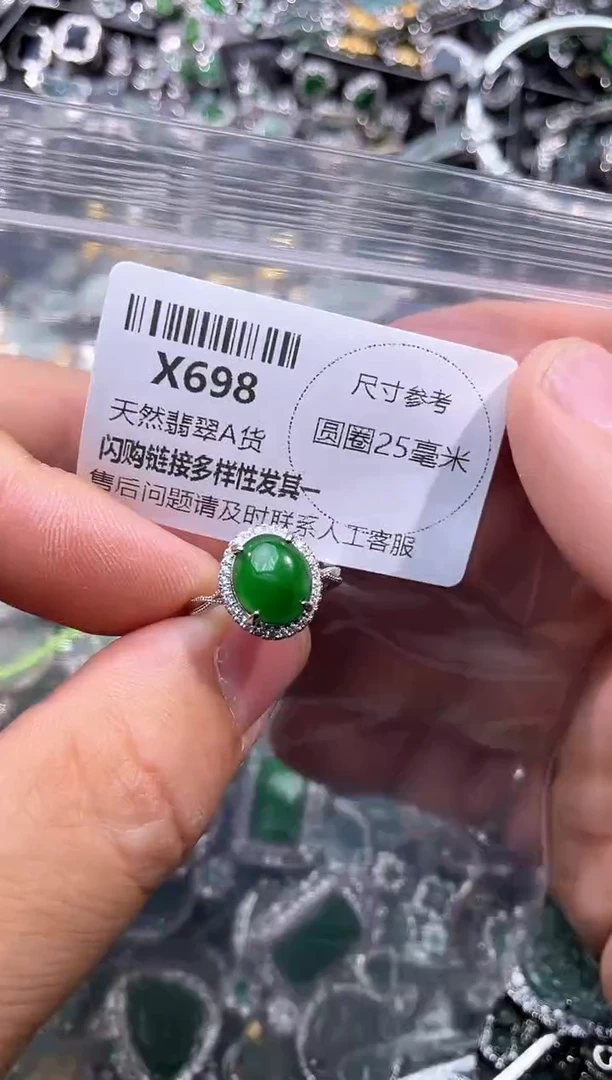 X698
天然翡翠A货
闪购链接多样性发其一
售后问题请及时联系人工客服
尺寸参考
圆圈25毫米